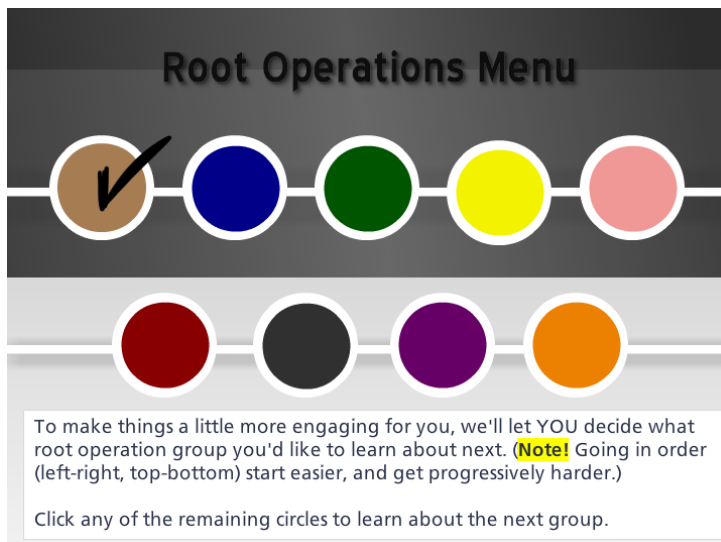 Root Operations Menu
To make things a little more engaging for you, we'll let YOU decide what
root operation group you'd like to learn about next. (Note! Going in order
(left-right, top-bottom) start easier, and get progressively harder.)
Click any of the remaining circles to learn about the next group.